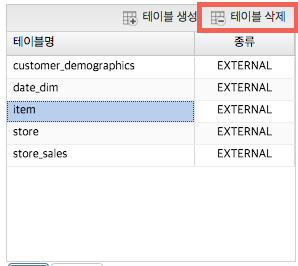 테이블 생성 테이블 삭제
테이블명 종류
customer_demographics EXTERNAL
date_dim EXTERNAL
item EXTERNAL
store EXTERNAL
store_sales EXTERNAL